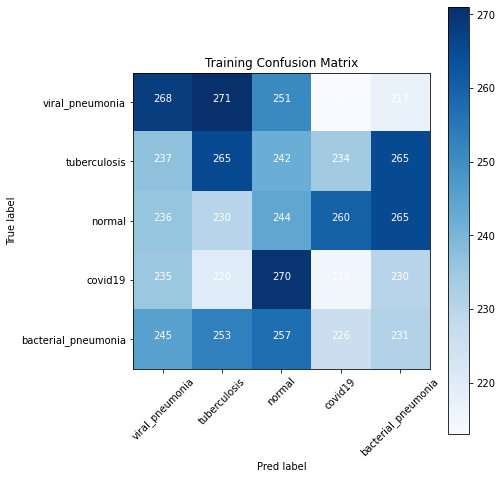 Training Confusion Matrix
viral_pneumonia 268 271 251 217
tuberculosis 237 265 242 234 265
normal 236 230 244 260 265
covid19 235 220 270 215 230
bacterial_pneumonia 245 253 257 226 231
viral_pneumonia
tuberculosis
normal
covid19
bacterial_pneumonia
True label
Pred label
270
260
250
240
230
220